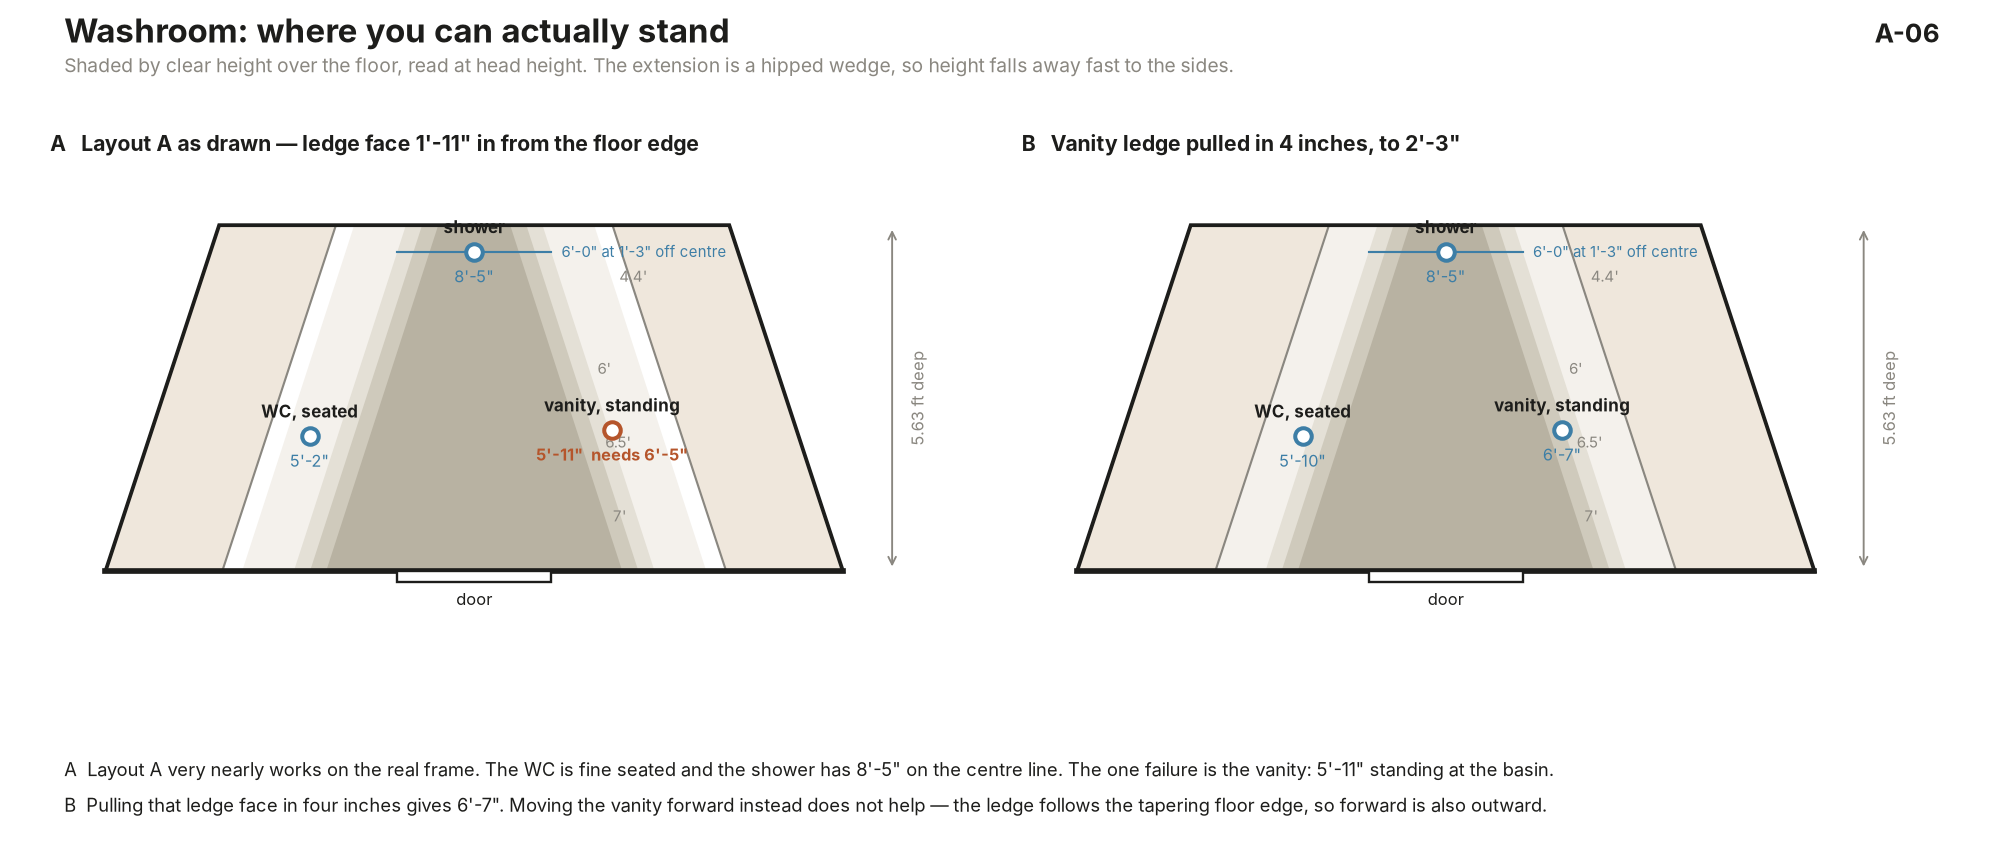 Washroom: where you can actually stand
A-06
Shaded by clear height over the floor, read at head height. The extension is a hipped wedge, so height falls away fast to the sides.
A Layout A as drawn — ledge face 1'-11" in from the floor edge
shower
6'-0" at 1'-3" off centre
8'-5"
4.4'
6'
WC, seated
5'-2"
vanity, standing
6.5'
5'-11" needs 6'-5"
7'
5.63 ft deep
door
B Vanity ledge pulled in 4 inches, to 2'-3"
shower
6'-0" at 1'-3" off centre
8'-5"
4.4'
6'
WC, seated
5'-10"
vanity, standing
6.5'
6'-7"
7'
5.63 ft deep
door
A Layout A very nearly works on the real frame. The WC is fine seated and the shower has 8'-5" on the centre line. The one failure is the vanity: 5'-11" standing at the basin.
B Pulling that ledge face in four inches gives 6'-7". Moving the vanity forward instead does not help — the ledge follows the tapering floor edge, so forward is also outward.